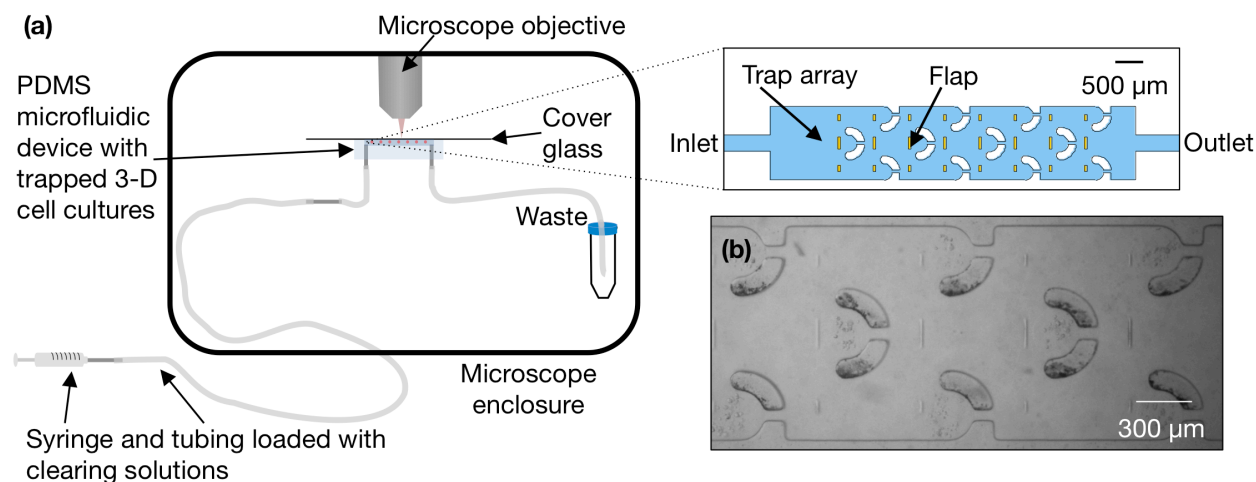 (a)
Microscope objective
PDMS
microfluidic
device with
trapped 3-D
cell cultures
Cover
glass
Waste
Microscope
enclosure
Syringe and tubing loaded with
clearing solutions
Trap array
Flap
500 μm
Inlet
Outlet
(b)
300 μm